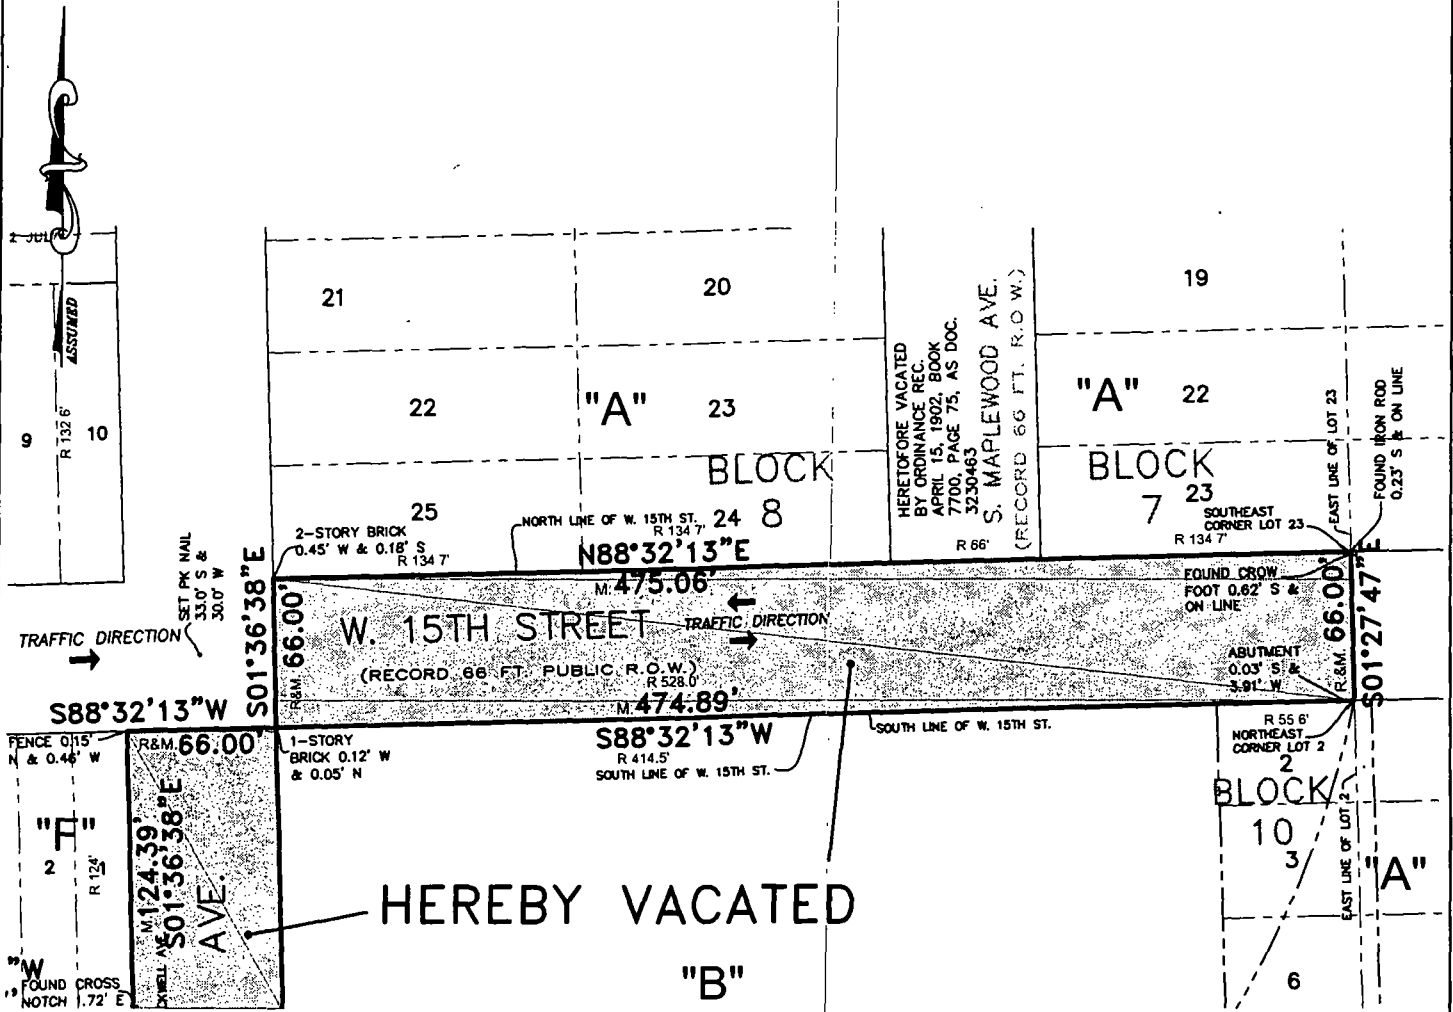 2 JUL
ASSUMED
9
R 132 6'
10
21
20
22
"A"
23
BLOCK
8
25
24
HERETOFORE VACATED
BY ORDINANCE REC.
APRIL 15, 1902, BOOK
7700, PAGE 75, AS DOC.
3230463
S. MAPLEWOOD AVE.
(RECORD 66 FT. R.O.W.)
R 66'
19
"A"
22
BLOCK
7
23
EAST LINE OF LOT 23
FOUND IRON ROD
0.23' S & ON LINE
SOUTHEAST
CORNER LOT 23
R 134 7'
2-STORY BRICK
0.45' W & 0.18' S
R 134 7'
NORTH LINE OF W. 15TH ST.
R 134 7'
N88°32'13"E
M: 475.06'
SET PK NAIL
33.0' S &
30.0' W
TRAFFIC DIRECTION
S01°36'38"E
R&M. 66.00'
W. 15TH STREET
TRAFFIC DIRECTION
(RECORD 66 FT. PUBLIC R.O.W.)
R 528.0'
M. 474.89'
S88°32'13"W
R 414.5'
SOUTH LINE OF W. 15TH ST.
SOUTH LINE OF W. 15TH ST.
FOUND CROW
FOOT 0.62' S &
ON LINE
ABUTMENT
0.03' S &
3.91' W
R.&M. 66.00'
S01°27'47"E
S88°32'13"W
R&M. 66.00'
FENCE 0.15'
N & 0.46' W
1-STORY
BRICK 0.12' W
& 0.05' N
R 55 6'
NORTHEAST
CORNER LOT 2
2
BLOCK
10
3
6
EAST LINE OF LOT 2
"A"
"F"
2
R 124'
M 124.39'
S01°36'38"E
AVE.
HEREBY VACATED
"B"
"W
FOUND CROSS
NOTCH 1.72' E